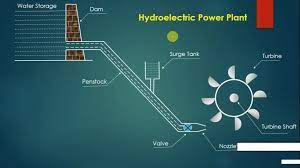 Hydroelectric Power Plant
Water Storage
Dam
Surge Tank
Turbine
Penstock
Turbine Shaft
Valve
Nozzle